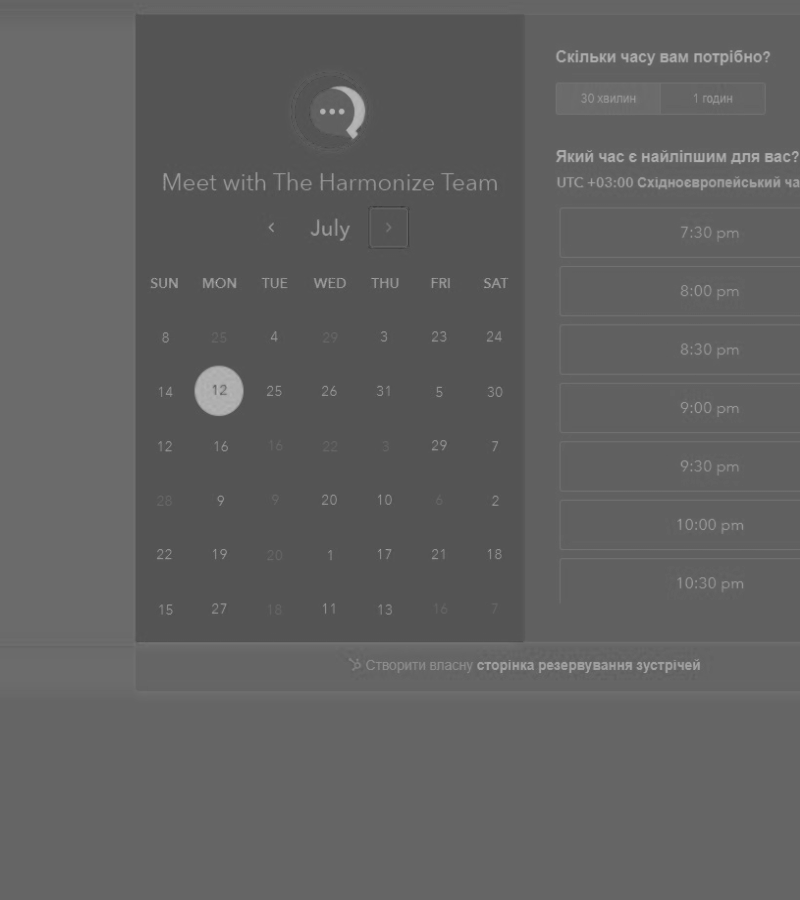 Meet with The Harmonize Team
July
SUN MON TUE WED THU FRI SAT
8 25 4 29 3 23 24
14 12 25 26 31 5 30
12 16 16 22 3 29 7
28 9 9 20 10 6 2
22 19 20 1 17 21 18
15 27 18 11 13 16 7
Скільки часу вам потрібно?
30 хвилин 1 годин
Який час є найліпшим для вас?
UTC +03:00 Східноєвропейський
7:30 pm
8:00 pm
8:30 pm
9:00 pm
9:30 pm
10:00 pm
10:30 pm
Створити власну сторінка резервування зустрічей